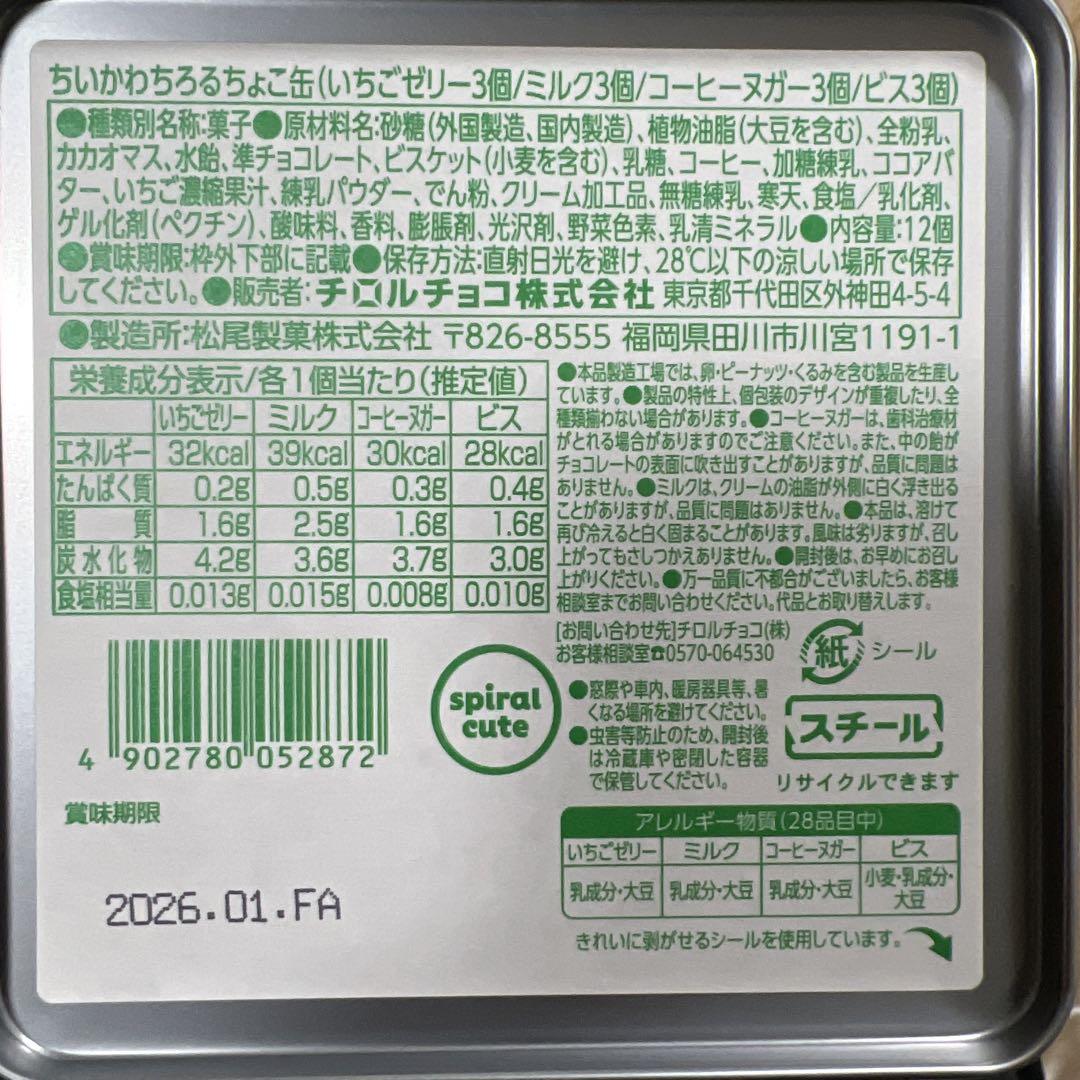 ちいかわちろるちょこ缶(いちごゼリー3個/ミルク3個/コーヒーヌガー3個/ビス3個)
●種類別名称:菓子●原材料名:砂糖(外国製造、国内製造)、植物油脂(大豆を含む)、全粉乳、
カカオマス、水飴、準チョコレート、ビスケット(小麦を含む)、乳糖、コーヒー、加糖練乳、ココアバ
ター、いちご濃縮果汁、練乳パウダー、でん粉、クリーム加工品、無糖練乳、寒天、食塩/乳化剤、
ゲル化剤(ペクチン)、酸味料、香料、膨脹剤、光沢剤、野菜色素、乳清ミネラル●内容量:12個
●賞味期限:枠外下部に記載●保存方法:直射日光を避け、28℃以下の涼しい場所で保存
してください。●販売者:チロルチョコ株式会社 東京都千代田区外神田4-5-4
●製造所:松尾製菓株式会社 〒826-8555 福岡県田川市川宮1191-1
栄養成分表示/各1個当たり(推定値)
いちごゼリー ミルク コーヒーヌガー ビス
エネルギー 32kcal 39kcal 30kcal 28kcal
たんぱく質 0.2g 0.5g 0.3g 0.4g
脂質 1.6g 2.5g 1.6g 1.6g
炭水化物 4.2g 3.6g 3.7g 3.0g
食塩相当量 0.013g 0.015g 0.008g 0.010g
●本品製造工場では、卵・ピーナッツ・くるみを含む製品を生産し
ています。●製品の特性上、個包装のデザインが重複したり、全
種類揃わない場合があります。●コーヒーヌガーは、歯科治療材
がとれる場合がありますのでご注意ください。また、中の飴が
チョコレートの表面に吹き出すことがありますが、品質に問題は
ありません。●ミルクは、クリームの油脂が外側に白く浮き出る
ことがありますが、品質に問題はありません。●本品は、溶けて
再び冷えると白く固まることがあります。風味は劣りますが、召し
上がってもさしつかえありません。●開封後は、お早めにお召し
上がりください。●万一品質に不都合がございましたら、お客様
相談室までお問い合わせください。代品とお取り替えします。
[お問い合わせ先]チロルチョコ(株)
お客様相談室☎0570-064530
紙 シール
●窓際や車内、暖房器具等、暑
くなる場所を避けてください。
●虫害等防止のため、開封後
は冷蔵庫や密閉した容器
で保管してください。
スチール
リサイクルできます
spiral
cute
4 902780 052872
賞味期限
2026.01.FA
アレルギー物質(28品目中)
いちごゼリー ミルク コーヒーヌガー ビス
乳成分・大豆 乳成分・大豆 乳成分・大豆 小麦・乳成分・
大豆
きれいに剥がせるシールを使用しています。